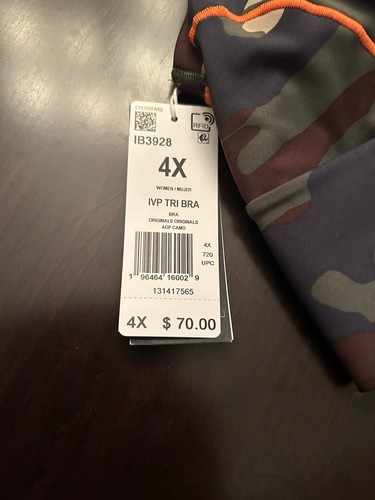 RFID
IB3928
4X
WOMEN / MUJER
IVP TRI BRA
BRA
ORIGINALS ORIGINALS
AOP CAMO
4X
720
UPC
1 96464 16002 9
131417565
4X $ 70.00